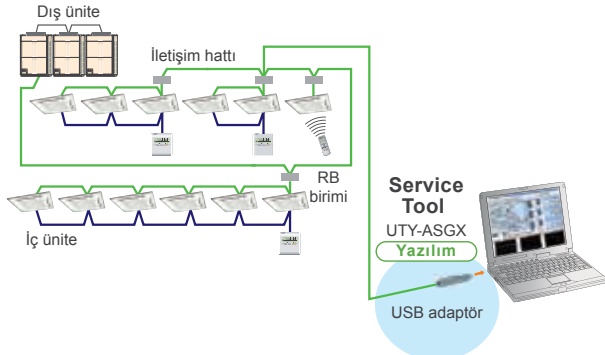 Dış ünite
İletişim hattı
RB
birimi
İç ünite
Service
Tool
UTY-ASGX
Yazılım
USB adaptör